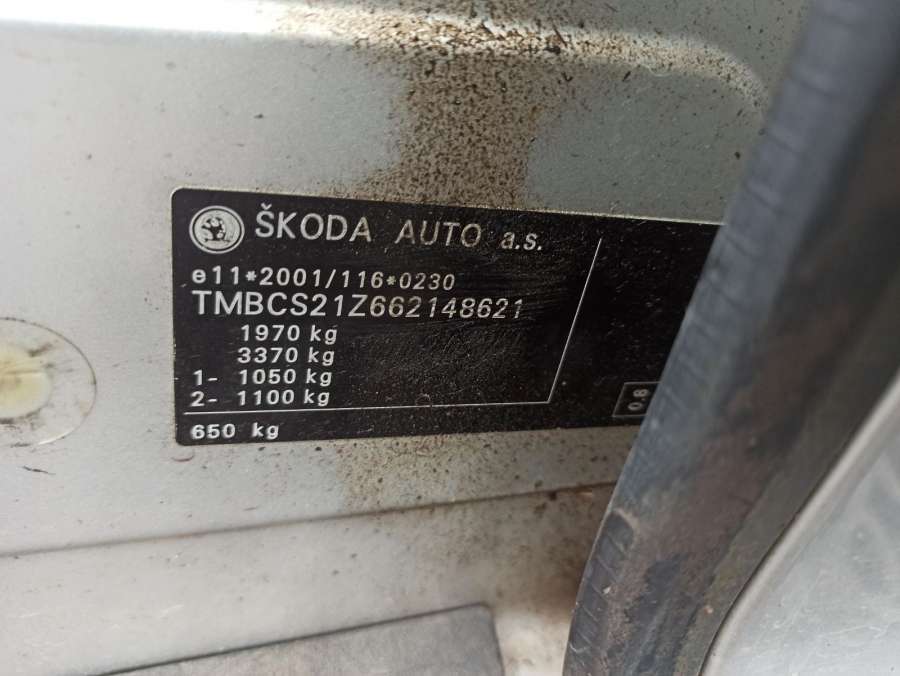 ŠKODA AUTO a.s.
e11*2001/116*0230
TMBCS21Z662148621
1970 kg
3370 kg
1- 1050 kg
2- 1100 kg
650 kg
0.8